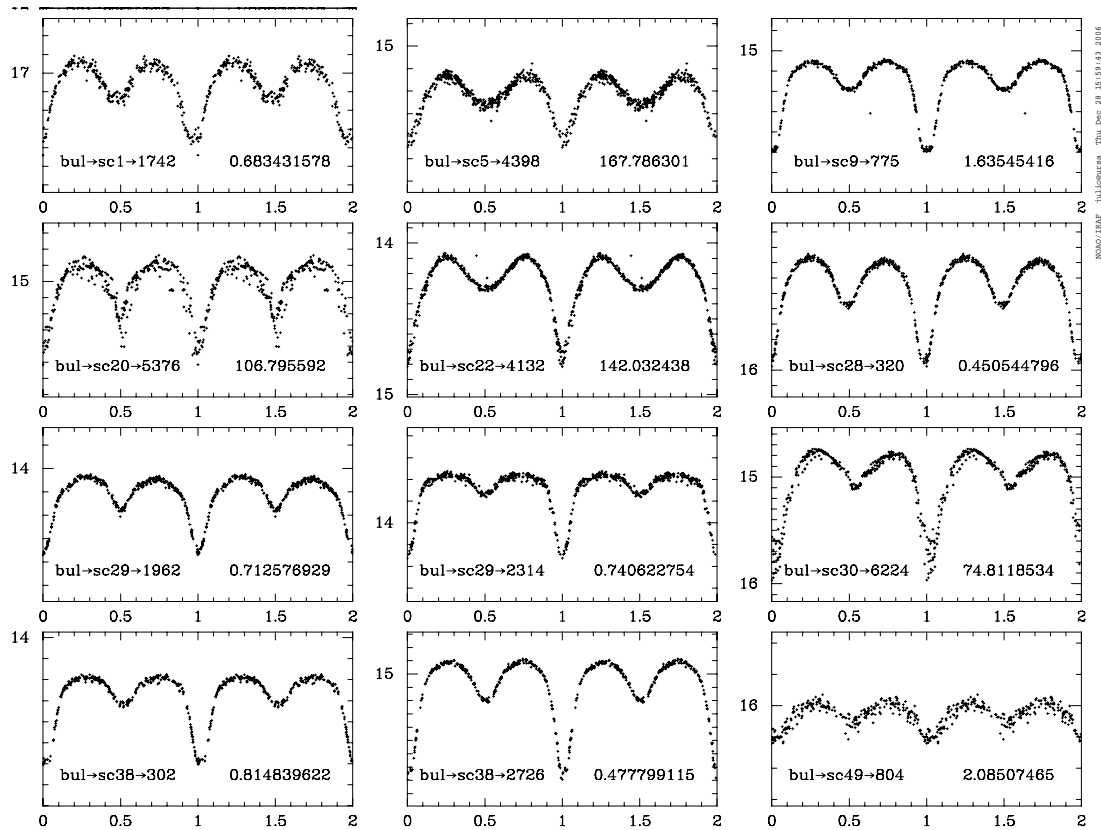 17
bul→sc1→1742 0.683431578
0 0.5 1 1.5 2
15
bul→sc5→4398 167.786301
0 0.5 1 1.5 2
15
bul→sc9→775 1.63545416
0 0.5 1 1.5 2
15
bul→sc20→5376 106.795592
0 0.5 1 1.5 2
14
bul→sc22→4132 142.032438
15
0 0.5 1 1.5 2
bul→sc28→320 0.450544796
16
0 0.5 1 1.5 2
14
bul→sc29→1962 0.712576929
0 0.5 1 1.5 2
14
bul→sc29→2314 0.740622754
0 0.5 1 1.5 2
15
bul→sc30→6224 74.8118534
16
0 0.5 1 1.5 2
14
bul→sc38→302 0.814839622
0 0.5 1 1.5 2
15
bul→sc38→2726 0.477799115
0 0.5 1 1.5 2
16
bul→sc49→804 2.08507465
0 0.5 1 1.5 2
NOAO/IRAF julio@ursa Thu Dec 28 15:59:43 2006